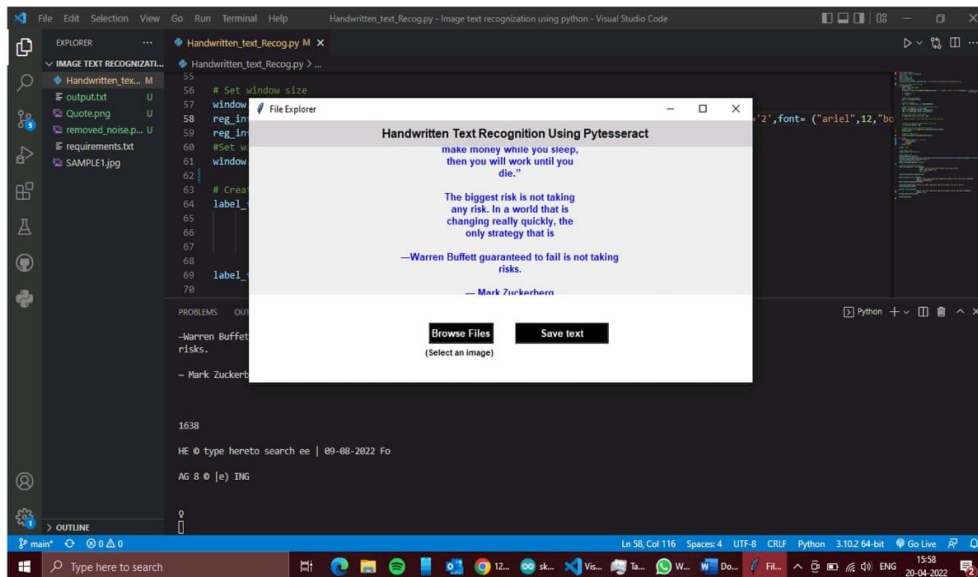 File Edit Selection View Go Run Terminal Help
Handwritten_text_Recog.py - Image text recognization using python - Visual Studio Code
EXPLORER
IMAGE TEXT RECOGNIZATI...
Handwritten_tex... M
output.txt U
Quote.png U
removed_noise.p... U
requirements.txt
SAMPLE1.jpg
OUTLINE
Handwritten_text_Recog.py M
Handwritten_text_Recog.py > ...
55
56 # Set window size
57 window
58 reg_in ='2',font= ("ariel",12,"bo
59 reg_in
60 #Set w
61 window
62
63 # Crea
64 label_
65
66
67
68
69 label_
70
File Explorer
Handwritten Text Recognition Using Pytesseract
make money while you sleep,
then you will work until you
die.”
The biggest risk is not taking
any risk. In a world that is
changing really quickly, the
only strategy that is
—Warren Buffett guaranteed to fail is not taking
risks.
— Mark Zuckerberg
Browse Files
Save text
(Select an image)
PROBLEMS OU
Python
—Warren Buffet
risks.
— Mark Zuckerb
1638
HE © type hereto search ee | 09-08-2022 Fo
AG 8 © |e) ING
main* 0 0 Ln 58, Col 116 Spaces: 4 UTF-8 CRLF Python 3.10.2 64-bit Go Live
Type here to search
12... sk... Vis... Ta... W... Do... Fil... ENG
15:58
20-04-2022